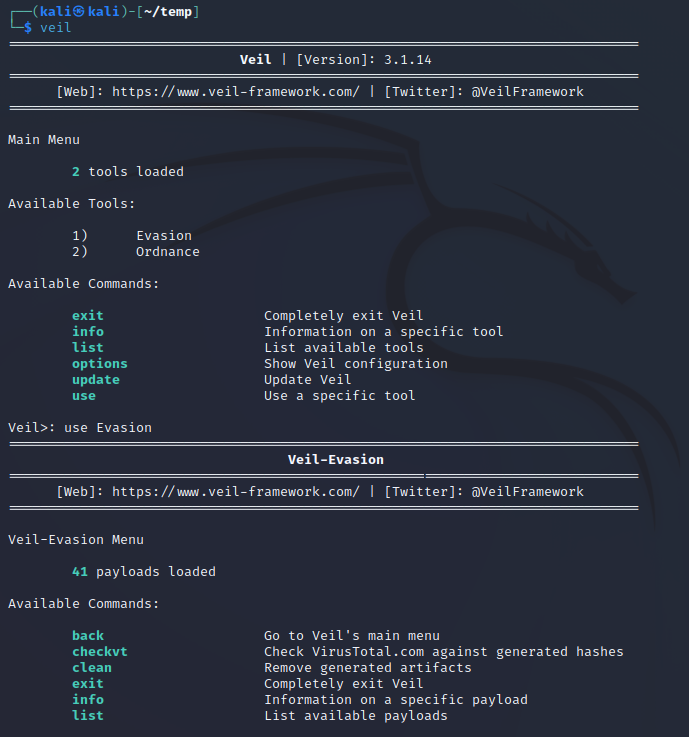 ┌──(kali㉿kali)-[~/temp]
└─$ veil
Veil | [Version]: 3.1.14
[Web]: https://www.veil-framework.com/ | [Twitter]: @VeilFramework
Main Menu
2 tools loaded
Available Tools:
1) Evasion
2) Ordnance
Available Commands:
exit Completely exit Veil
info Information on a specific tool
list List available tools
options Show Veil configuration
update Update Veil
use Use a specific tool
Veil>: use Evasion
Veil-Evasion
[Web]: https://www.veil-framework.com/ | [Twitter]: @VeilFramework
Veil-Evasion Menu
41 payloads loaded
Available Commands:
back Go to Veil's main menu
checkvt Check VirusTotal.com against generated hashes
clean Remove generated artifacts
exit Completely exit Veil
info Information on a specific payload
list List available payloads